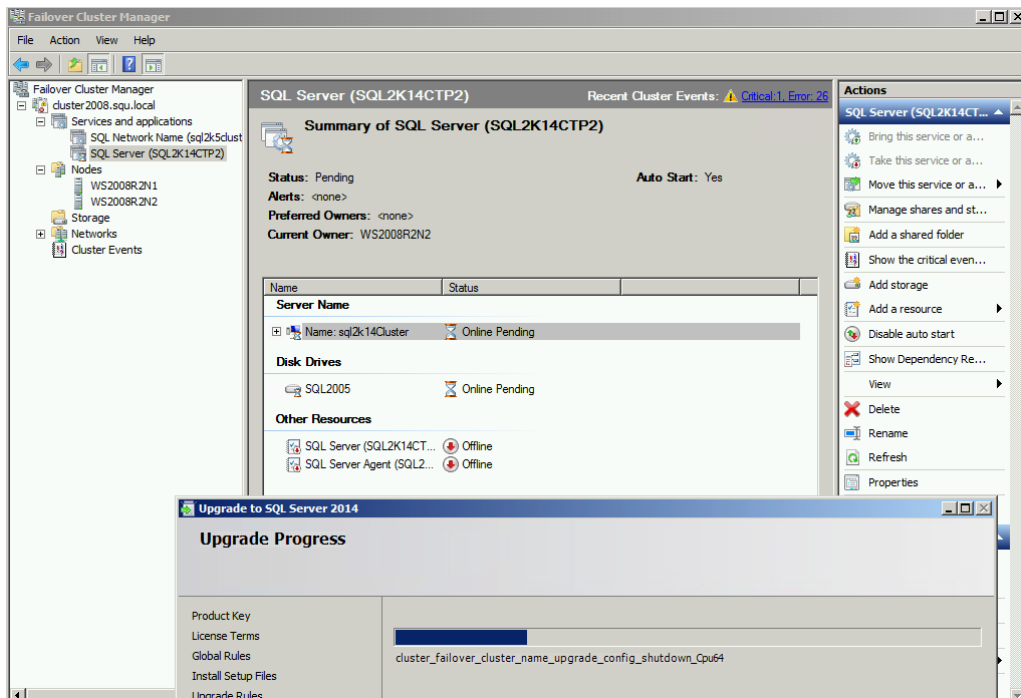 Failover Cluster Manager
File Action View Help
Failover Cluster Manager
cluster2008.squ.local
Services and applications
SQL Network Name (sql2k5clust
SQL Server (SQL2K14CTP2)
Nodes
WS2008R2N1
WS2008R2N2
Storage
Networks
Cluster Events
SQL Server (SQL2K14CTP2) Recent Cluster Events: Critical:1, Error: 26
Summary of SQL Server (SQL2K14CTP2)
Status: Pending Auto Start: Yes
Alerts: <none>
Preferred Owners: <none>
Current Owner: WS2008R2N2
Name Status
Server Name
Name: sql2k14Cluster Online Pending
Disk Drives
SQL2005 Online Pending
Other Resources
SQL Server (SQL2K14CT... Offline
SQL Server Agent (SQL2... Offline
Actions
SQL Server (SQL2K14CT...
Bring this service or a...
Take this service or a...
Move this service or a...
Manage shares and st...
Add a shared folder
Show the critical even...
Add storage
Add a resource
Disable auto start
Show Dependency Re...
View
Delete
Rename
Refresh
Properties
Upgrade to SQL Server 2014
Upgrade Progress
Product Key
License Terms
Global Rules
Install Setup Files
Upgrade Rules
cluster_failover_cluster_name_upgrade_config_shutdown_Cpu64